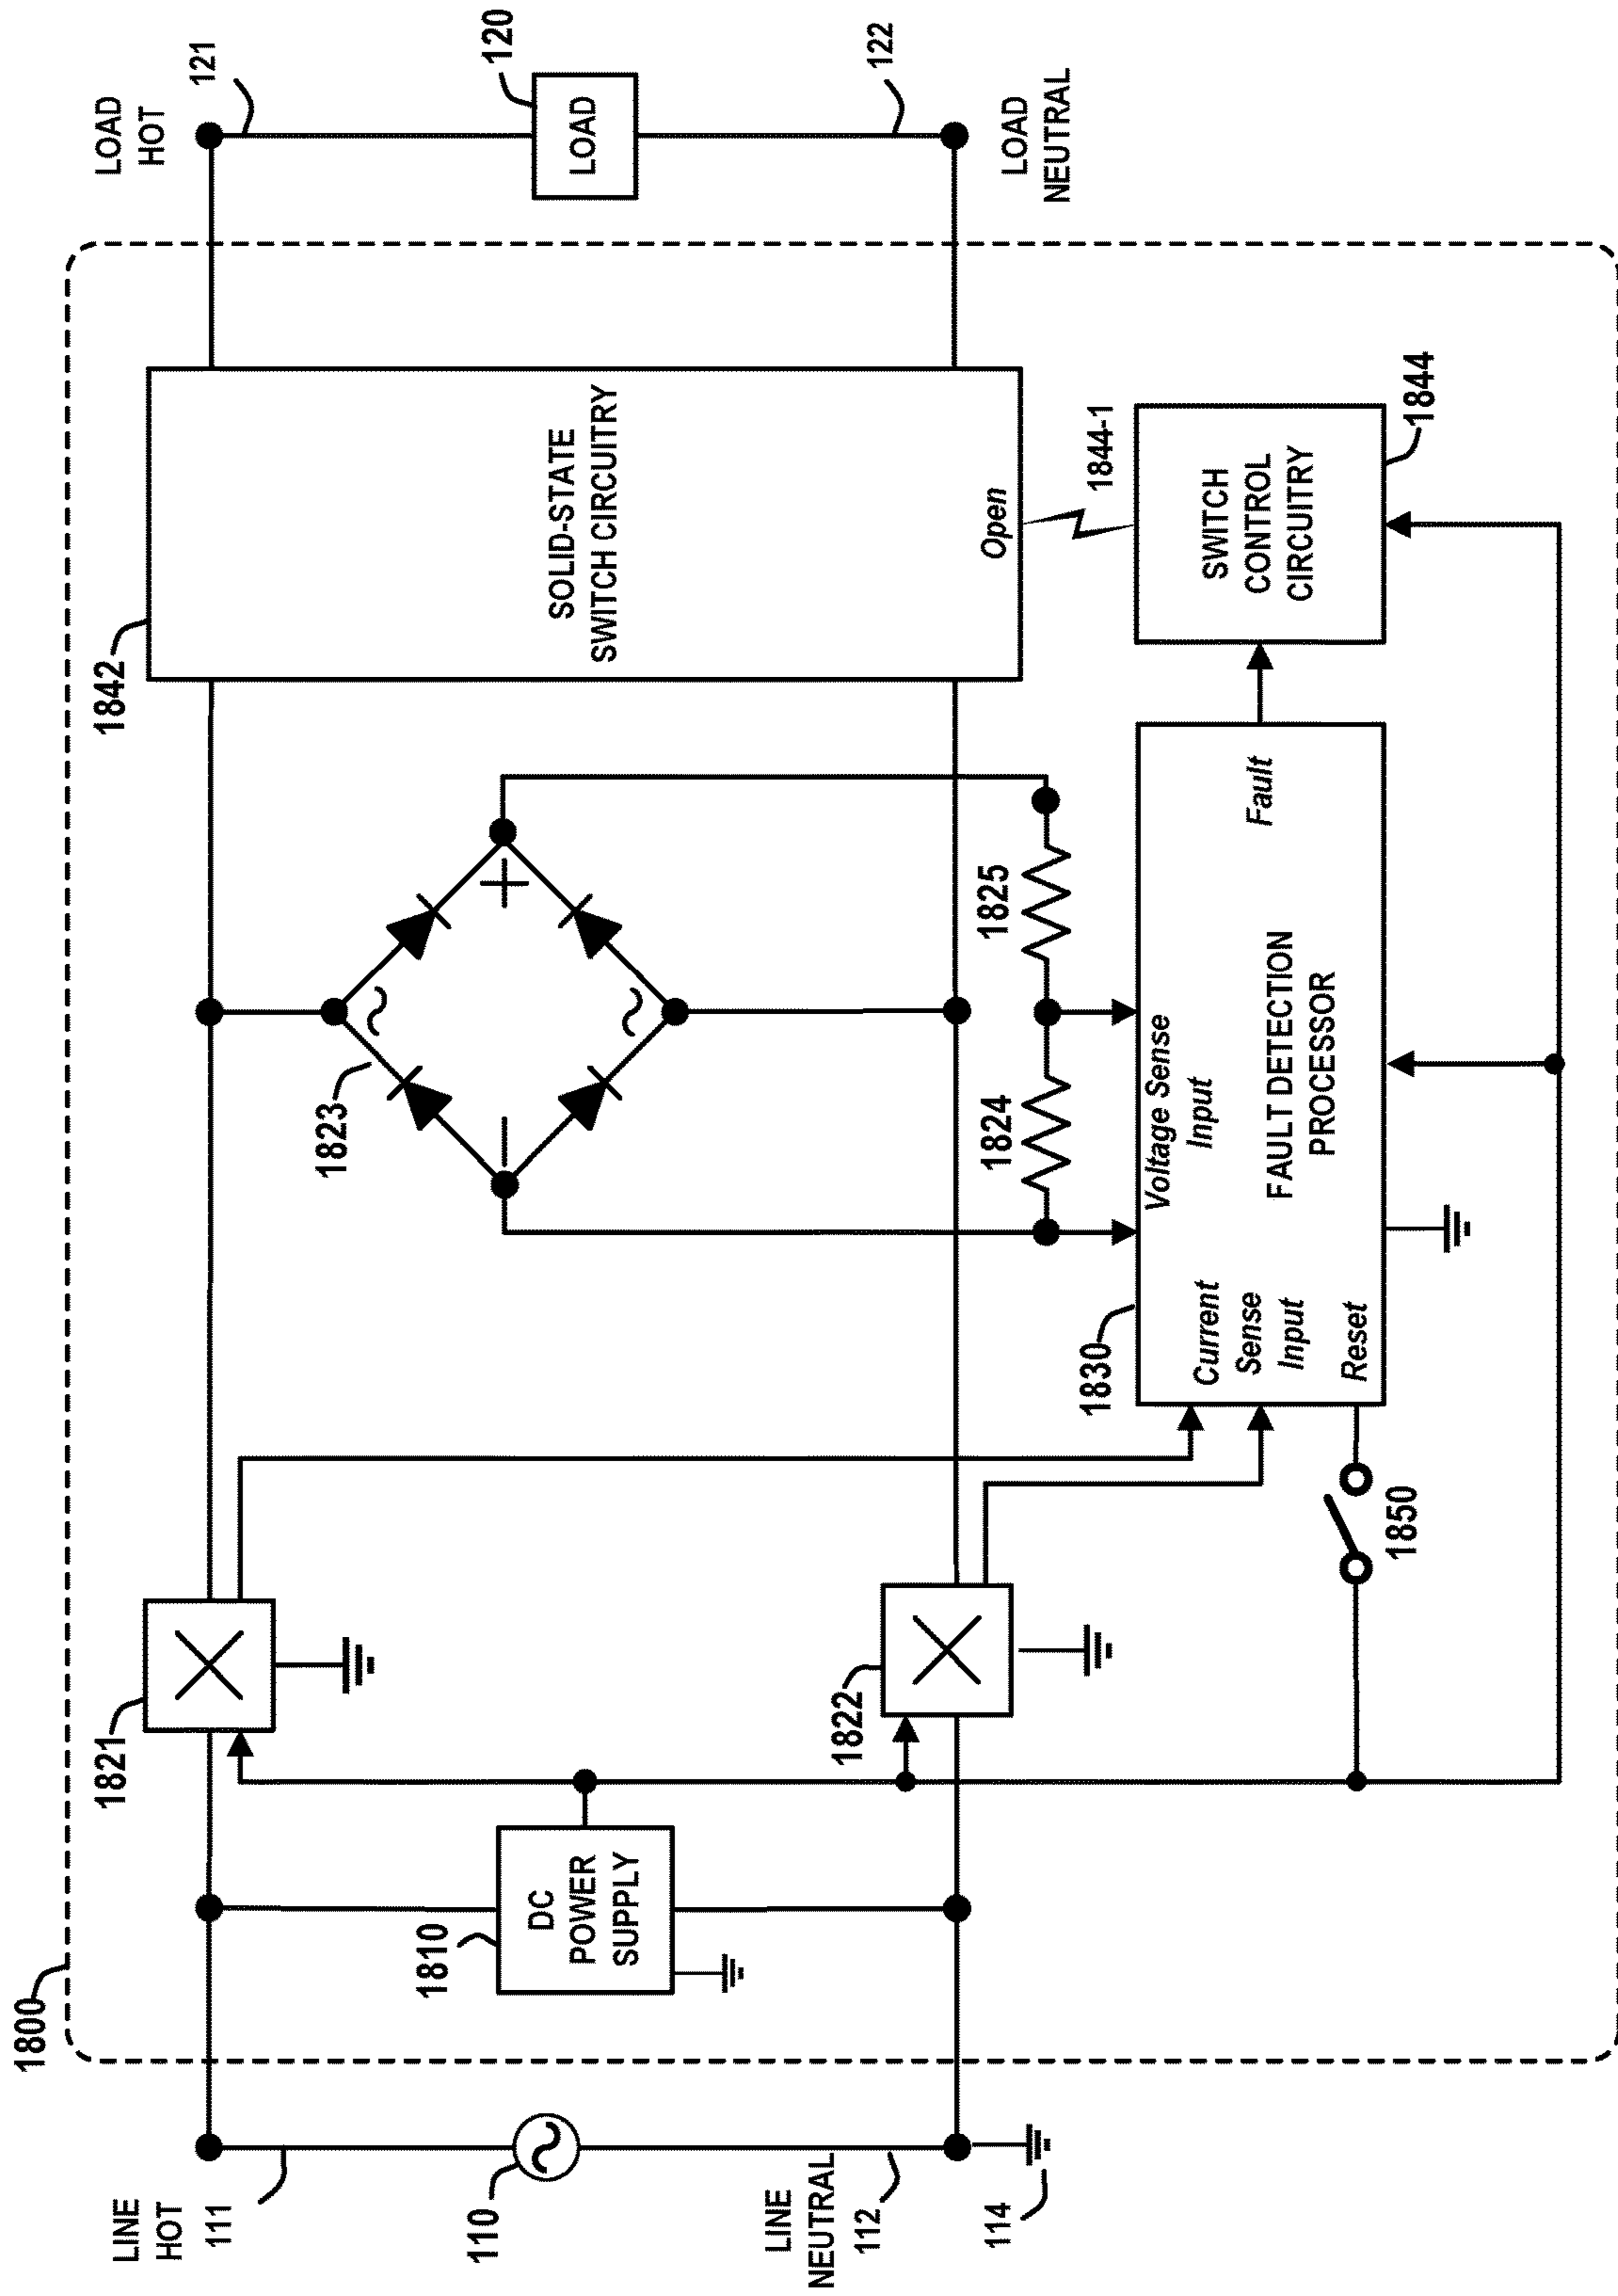 1800
LINE
HOT
111
110
LINE
NEUTRAL
112
114
1810
DC
POWER
SUPPLY
1821
1822
1823
1824
1825
1830
Current
Sense
Input
Reset
Voltage Sense
Input
FAULT DETECTION
PROCESSOR
Fault
1850
1842
SOLID-STATE
SWITCH CIRCUITRY
Open
1844-1
SWITCH
CONTROL
CIRCUITRY
1844
LOAD
HOT
121
120
LOAD
122
LOAD
NEUTRAL